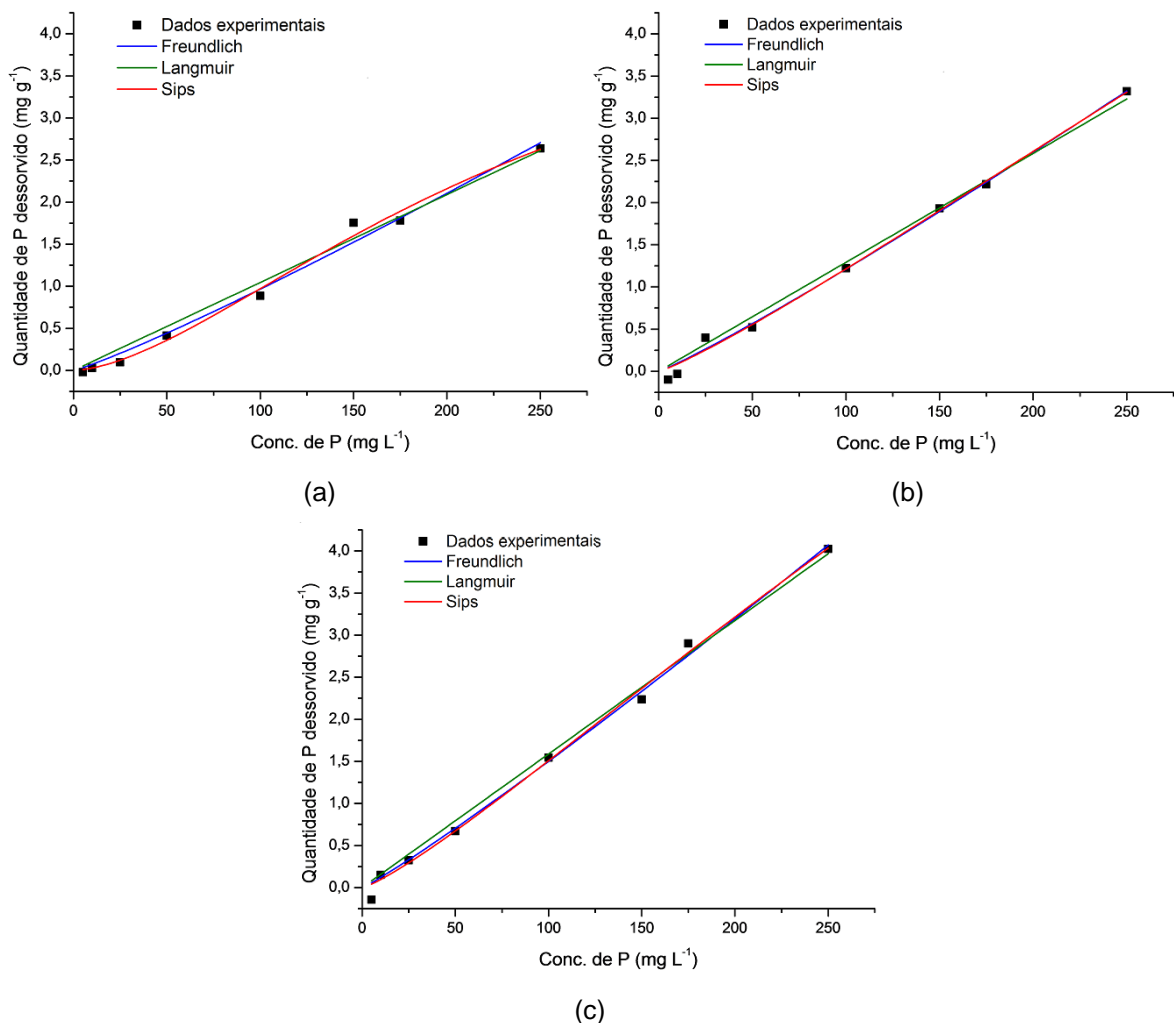 4,0
3,5
3,0
2,5
2,0
1,5
1,0
0,5
0,0
Quantidade de P dessorvido (mg g⁻¹)
Dados experimentais
Freundlich
Langmuir
Sips
0 50 100 150 200 250
Conc. de P (mg L⁻¹)
(a)
4,0
3,5
3,0
2,5
2,0
1,5
1,0
0,5
0,0
Quantidade de P dessorvido (mg g⁻¹)
Dados experimentais
Freundlich
Langmuir
Sips
0 50 100 150 200 250
Conc. de P (mg L⁻¹)
(b)
4,0
3,5
3,0
2,5
2,0
1,5
1,0
0,5
0,0
Quantidade de P dessorvido (mg g⁻¹)
Dados experimentais
Freundlich
Langmuir
Sips
0 50 100 150 200 250
Conc. de P (mg L⁻¹)
(c)